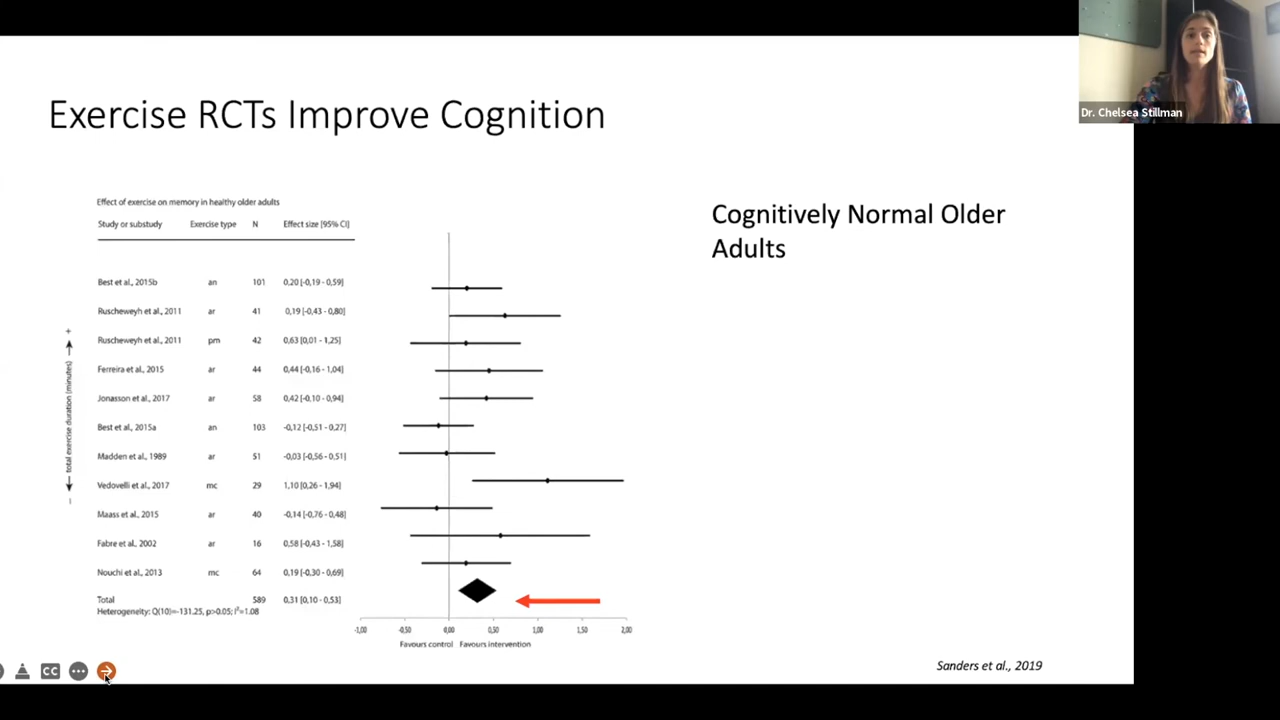 Dr. Chelsea Stillman
Exercise RCTs Improve Cognition
Effect of exercise on memory in healthy older adults
Study or substudy Exercise type N Effect size [95% CI]
Best et al., 2015b an 101 0,20 [-0,19 - 0,59]
Ruscheweyh et al., 2011 ar 41 0,19 [-0,43 - 0,80]
Ruscheweyh et al., 2011 pm 42 0,63 [0,01 - 1,25]
Ferreira et al., 2015 ar 44 0,44 [-0,16 - 1,04]
Jonasson et al., 2017 ar 58 0,42 [-0,10 - 0,94]
Best et al., 2015a an 103 -0,12 [-0,51 - 0,27]
Madden et al., 1989 ar 51 -0,03 [-0,56 - 0,51]
Vedovelli et al., 2017 mc 29 1,10 [0,26 - 1,94]
Maass et al., 2015 ar 40 -0,14 [-0,76 - 0,48]
Fabre et al., 2002 ar 16 0,58 [-0,43 - 1,58]
Nouchi et al., 2013 mc 64 0,19 [-0,30 - 0,69]
Total 589 0,31 [0,10 - 0,53]
Heterogeneity: Q(10)=-131.25, p>0.05; I²=1.08
- total exercise duration (minutes) +
-1,00 -0,50 0,00 0,50 1,00 1,50 2,00
Favours control Favours intervention
Cognitively Normal Older
Adults
Sanders et al., 2019
CC